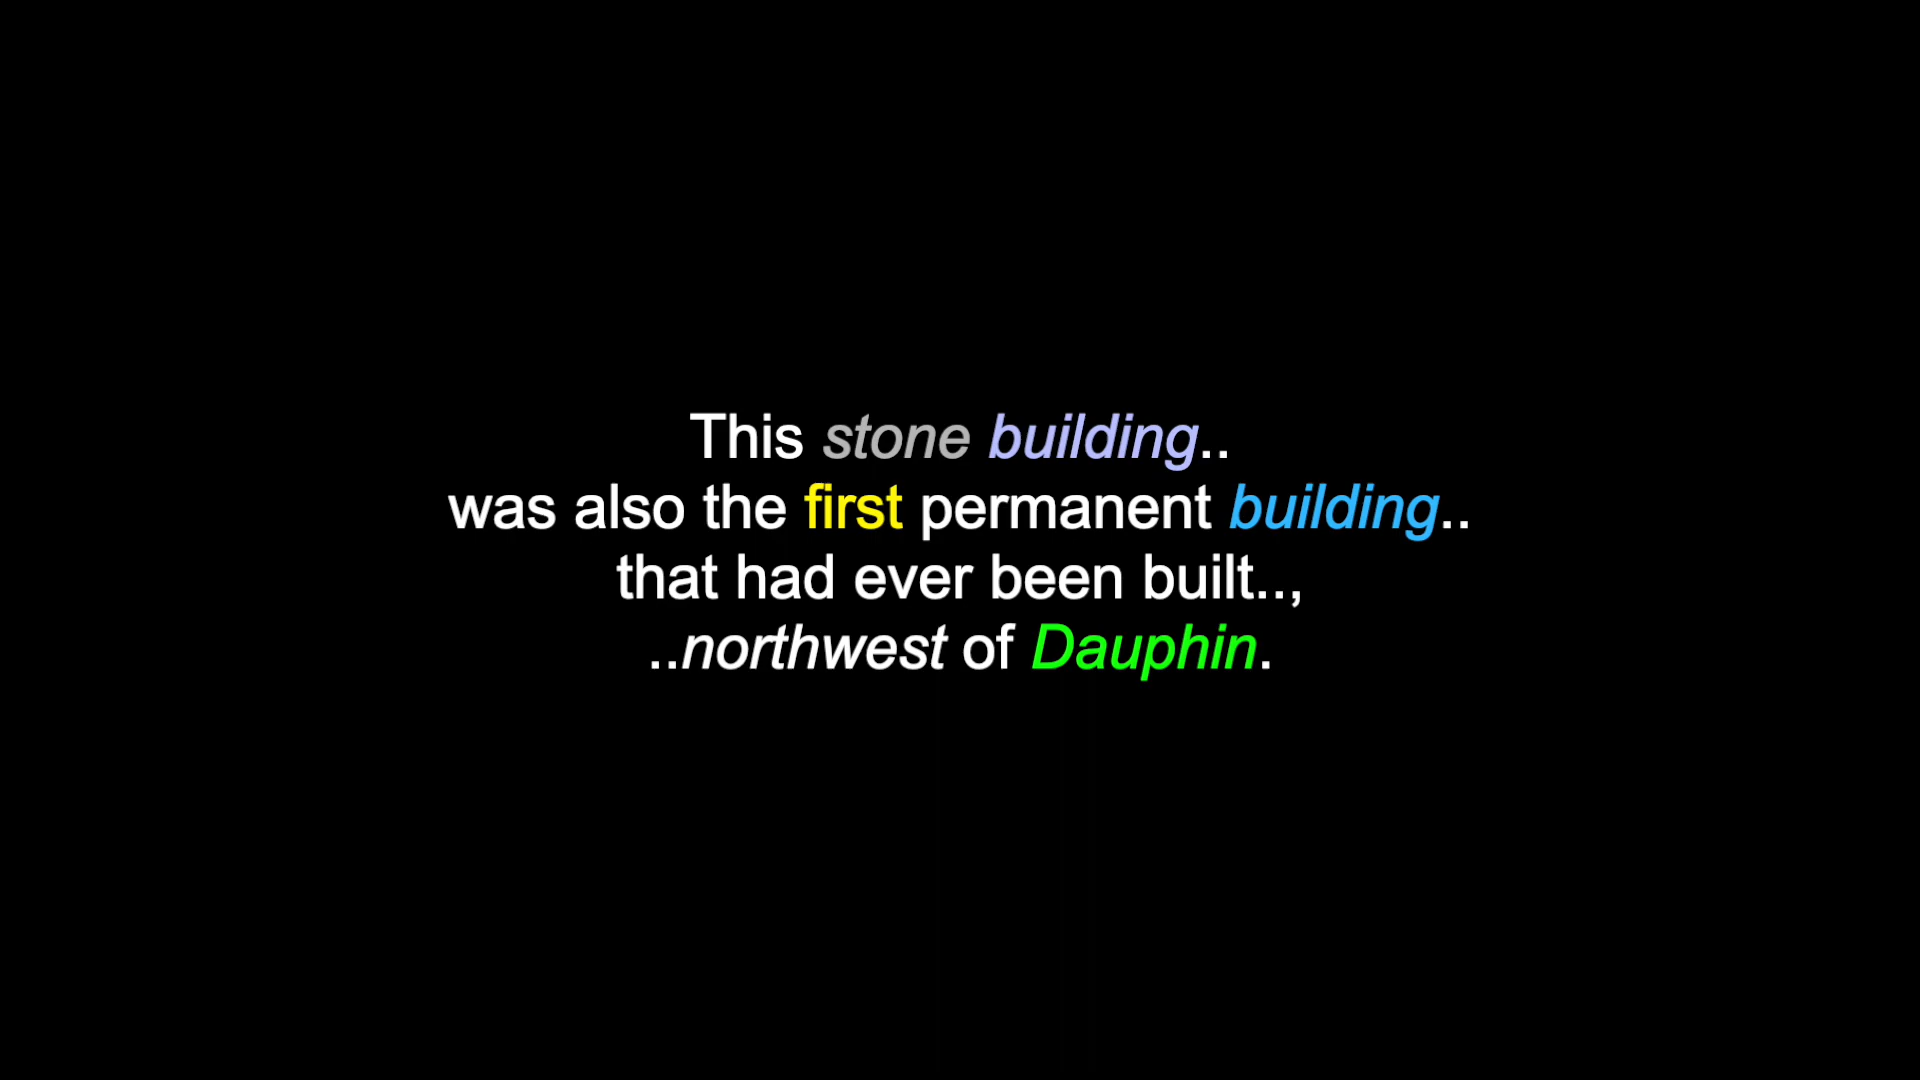 This stone building..
was also the first permanent building..
that had ever been built..,
..northwest of Dauphin.